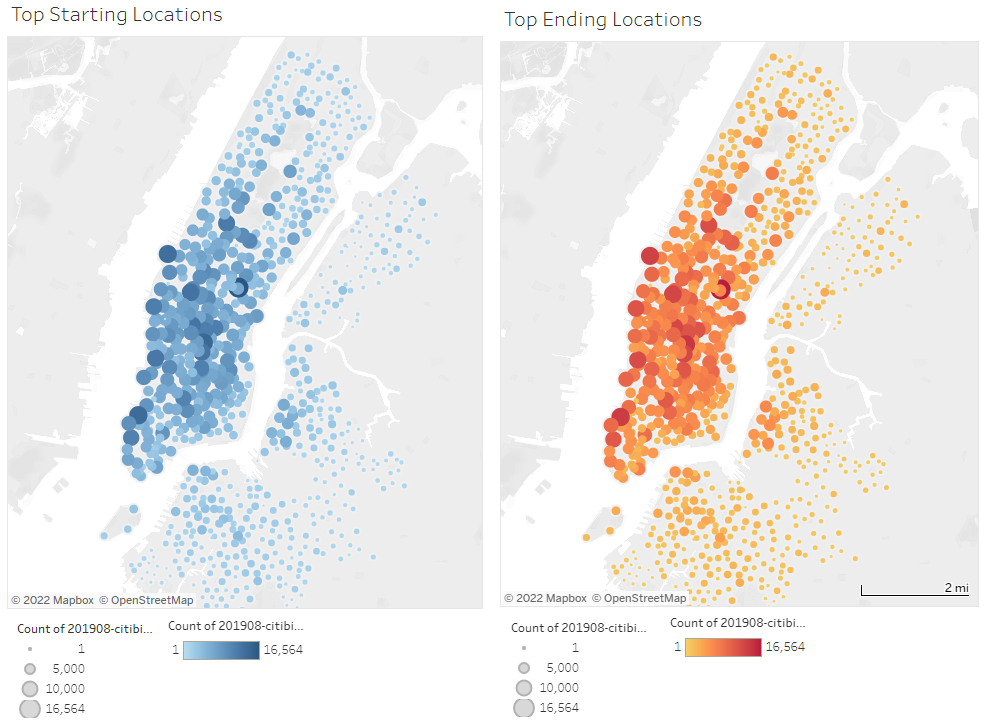 Top Starting Locations
Top Ending Locations
© 2022 Mapbox © OpenStreetMap
© 2022 Mapbox © OpenStreetMap
2 mi
Count of 201908-citibi...
1
5,000
10,000
16,564
Count of 201908-citibi...
1 16,564
Count of 201908-citibi...
1
5,000
10,000
16,564
Count of 201908-citibi...
1 16,564